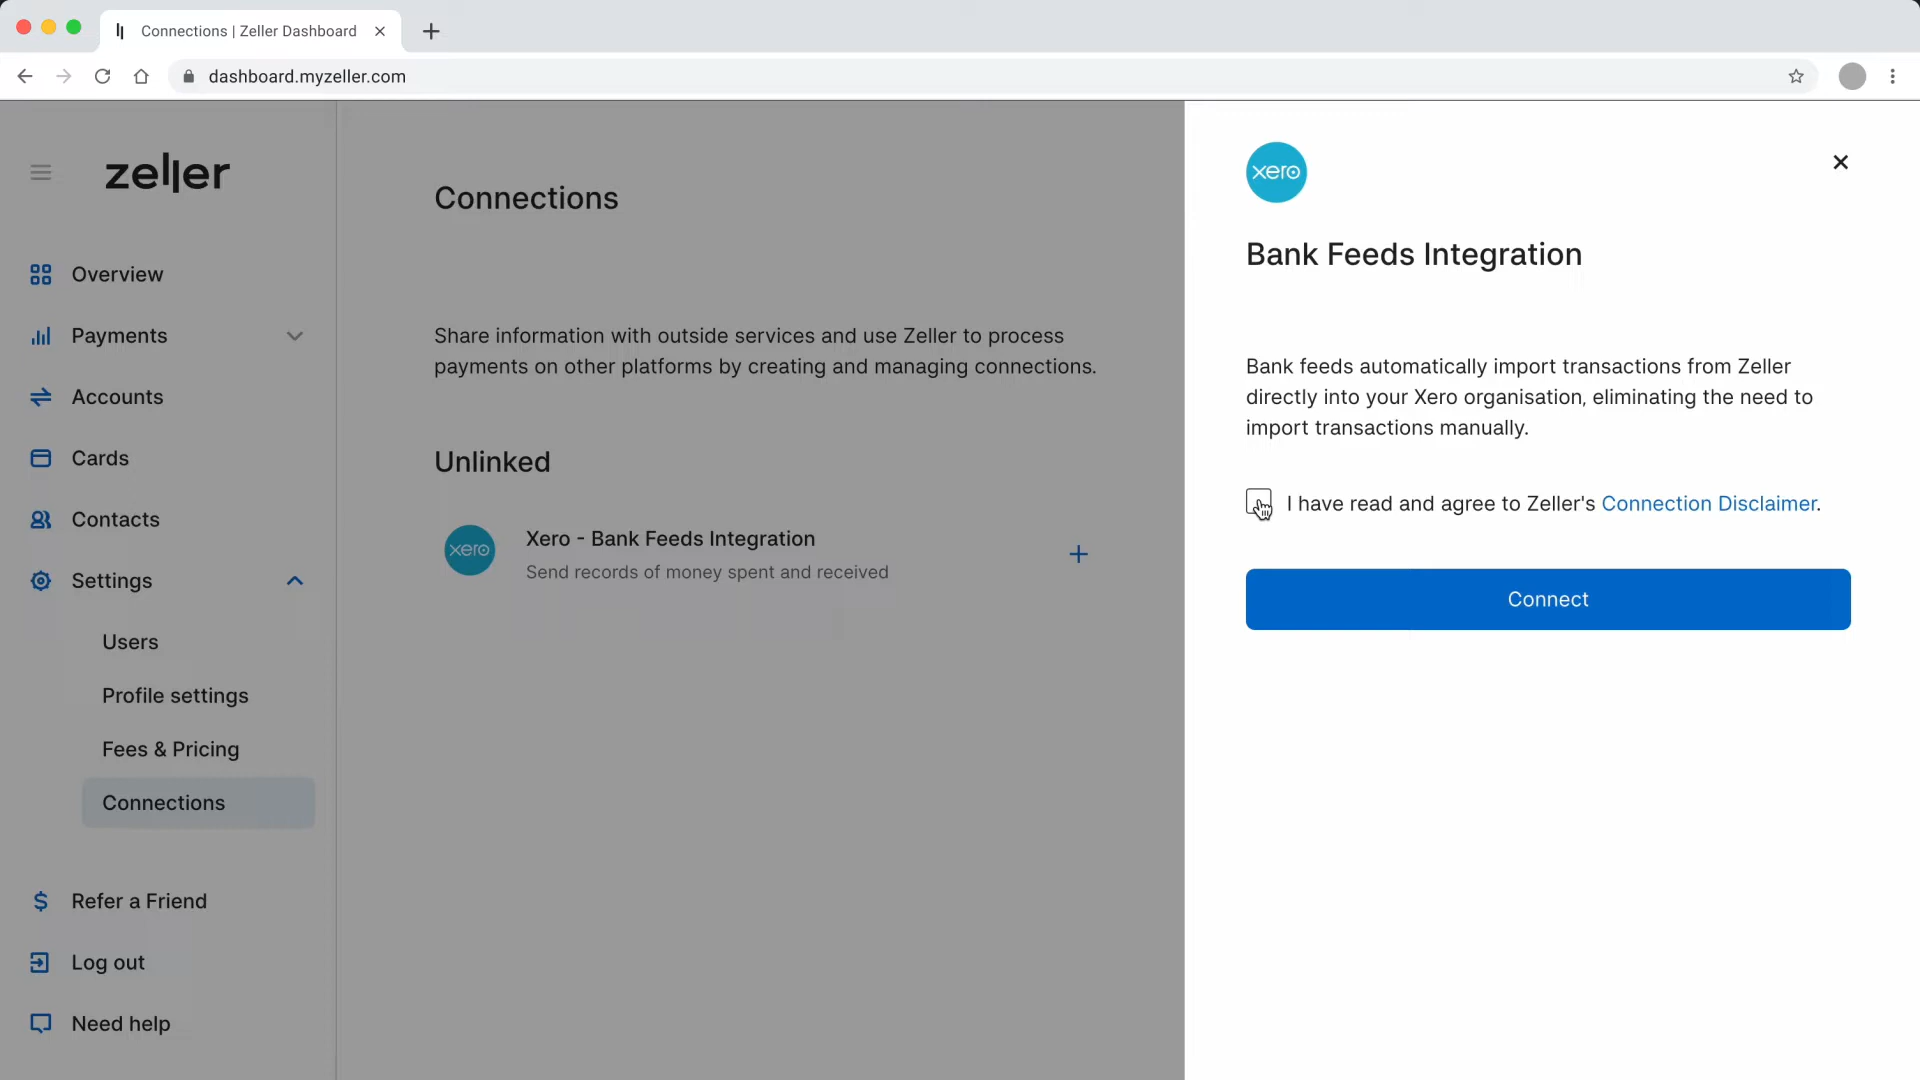 Connections | Zeller Dashboard
dashboard.myzeller.com
zeller
Overview
Payments
Accounts
Cards
Contacts
Settings
Users
Profile settings
Fees & Pricing
Connections
Refer a Friend
Log out
Need help
Connections
Share information with outside services and use Zeller to process
payments on other platforms by creating and managing connections.
Unlinked
xero
Xero - Bank Feeds Integration
Send records of money spent and received
xero
Bank Feeds Integration
Bank feeds automatically import transactions from Zeller
directly into your Xero organisation, eliminating the need to
import transactions manually.
I have read and agree to Zeller's Connection Disclaimer.
Connect